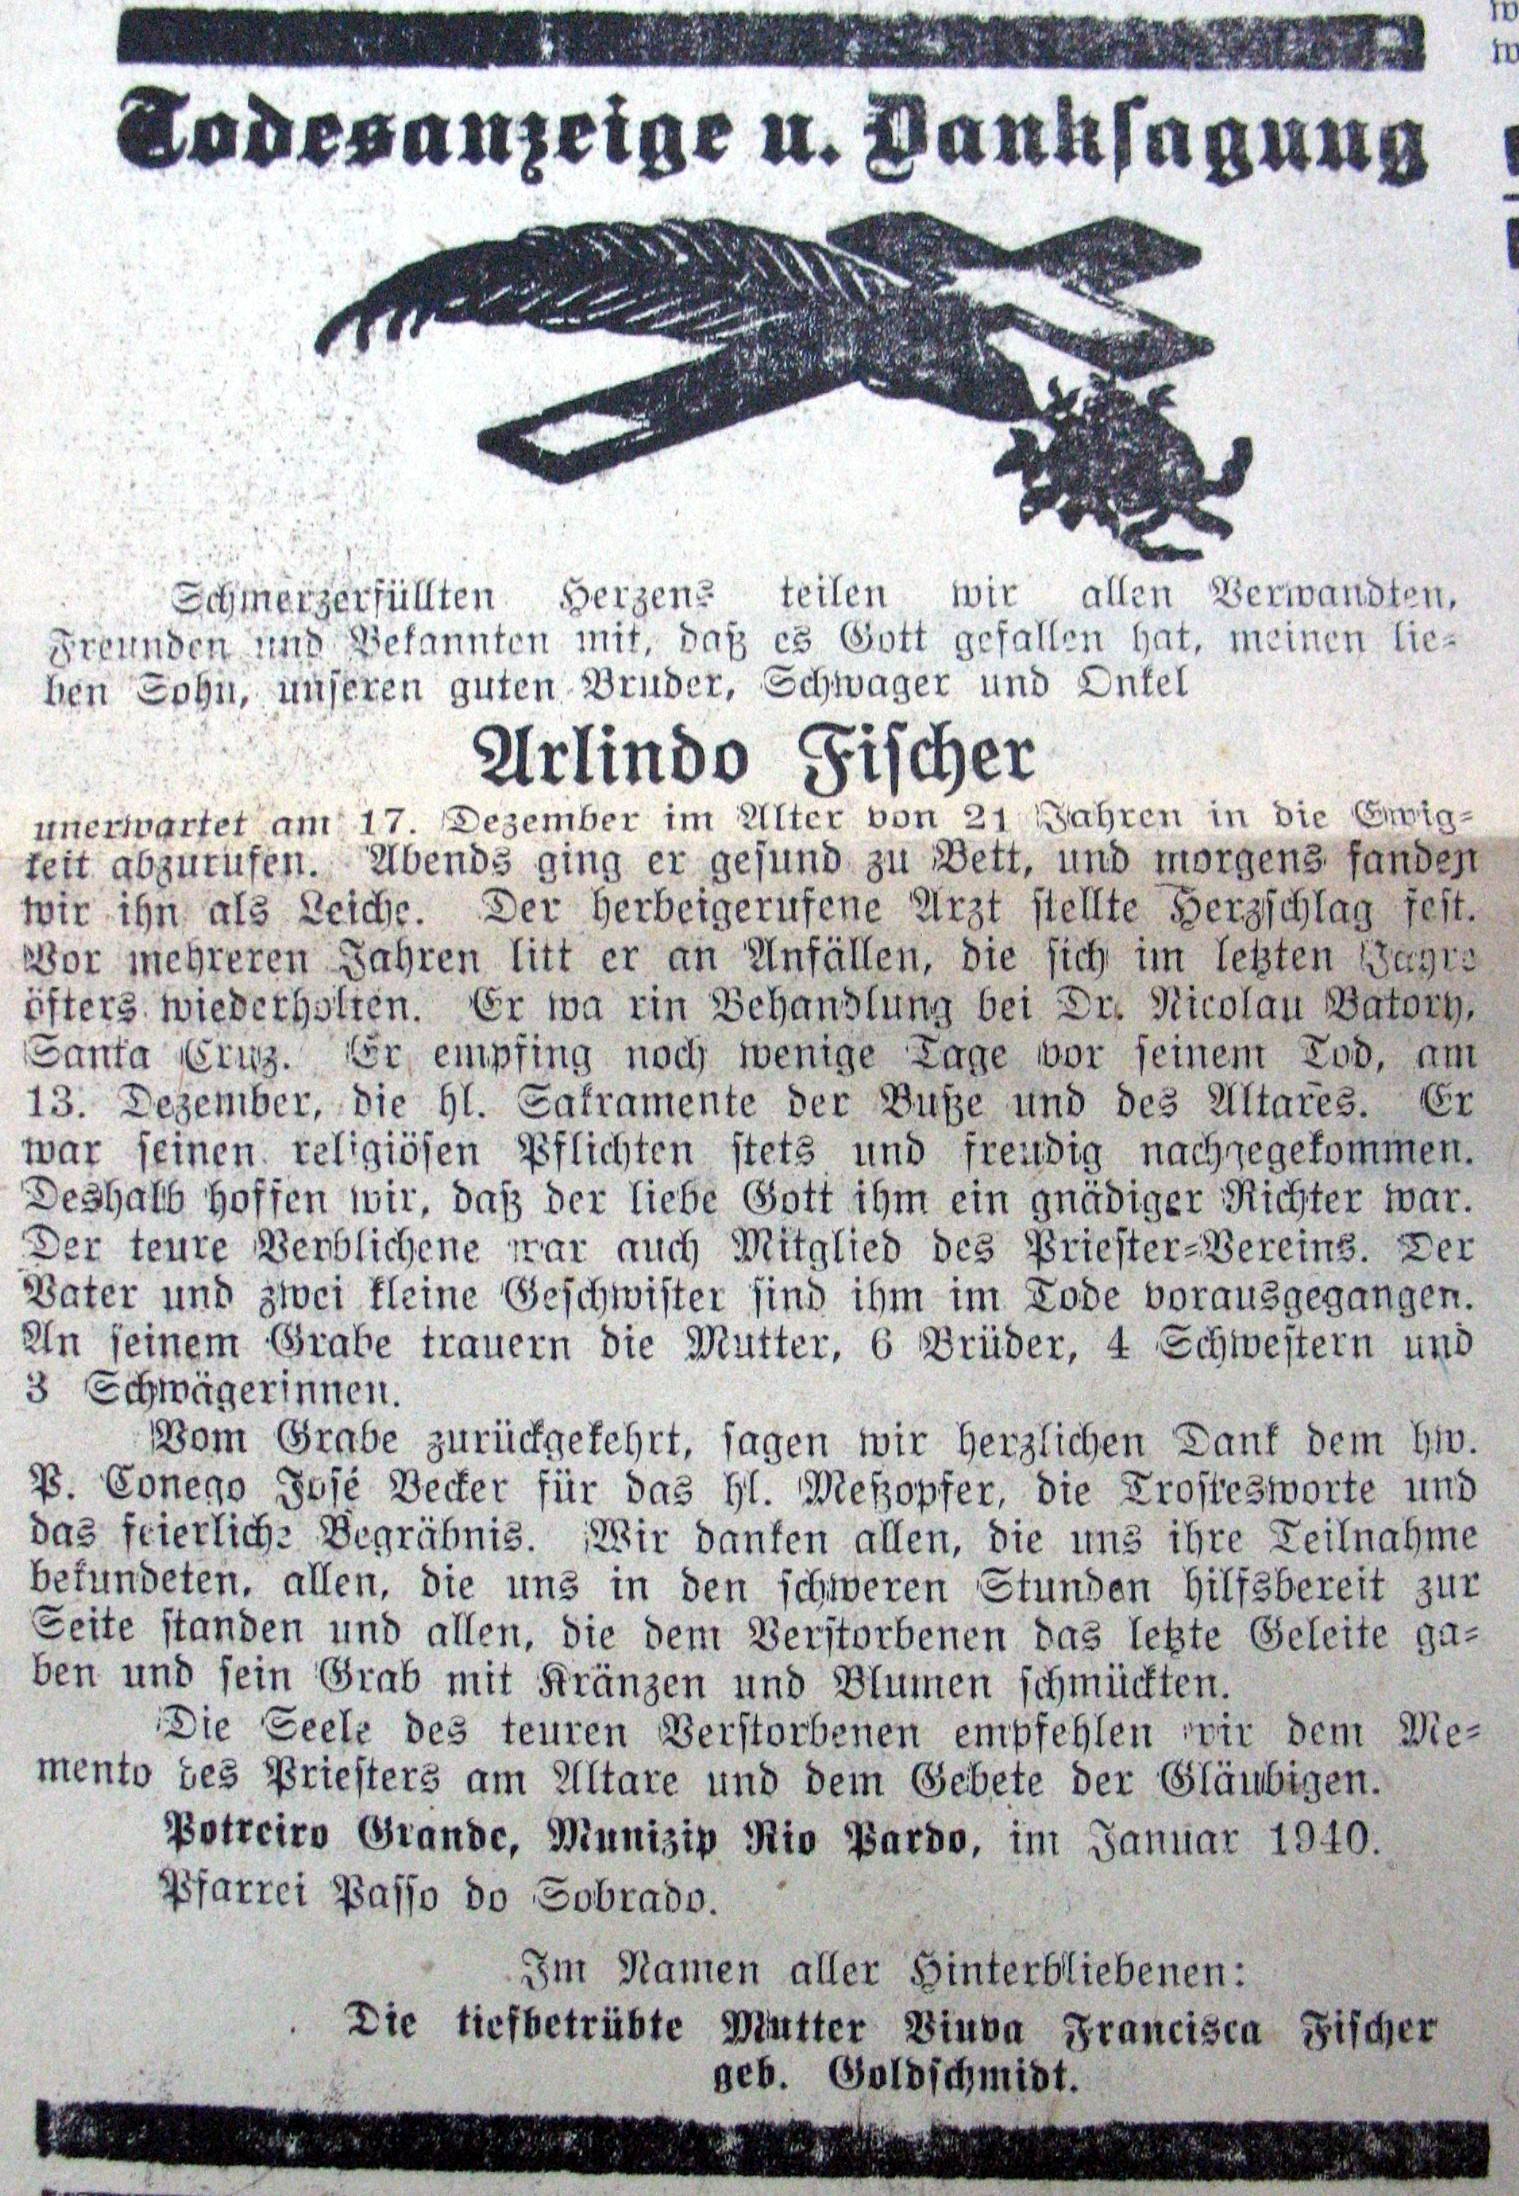 Todesanzeige u. Danksagung
Schmerzerfüllten Herzens teilen wir allen Verwandten,
Freunden und Bekannten mit, daß es Gott gefallen hat, meinen lie-
ben Sohn, unseren guten Bruder, Schwager und Onkel
Arlindo Fischer
unerwartet am 17. Dezember im Alter von 21 Jahren in die Ewig-
keit abzurufen. Abends ging er gesund zu Bett, und morgens fanden
wir ihn als Leiche. Der herbeigerufene Arzt stellte Herzschlag fest.
Vor mehreren Jahren litt er an Anfällen, die sich im letzten Jahre
öfters wiederholten. Er wa rin Behandlung bei Dr. Nicolau Batory,
Santa Cruz. Er empfing noch wenige Tage vor seinem Tod, am
13. Dezember, die hl. Sakramente der Buße und des Altares. Er
war seinen religiösen Pflichten stets und freudig nachgegekommen.
Deshalb hoffen wir, daß der liebe Gott ihm ein gnädiger Richter war.
Der teure Verblichene war auch Mitglied des Priester-Vereins. Der
Vater und zwei kleine Geschwister sind ihm im Tode vorausgegangen.
An seinem Grabe trauern die Mutter, 6 Brüder, 4 Schwestern und
3 Schwägerinnen.
Vom Grabe zurückgekehrt, sagen wir herzlichen Dank dem hw.
P. Conego José Becker für das hl. Meßopfer, die Trostesworte und
das feierliche Begräbnis. Wir danken allen, die uns ihre Teilnahme
bekundeten, allen, die uns in den schweren Stunden hilfsbereit zur
Seite standen und allen, die dem Verstorbenen das letzte Geleite ga-
ben und sein Grab mit Kränzen und Blumen schmückten.
Die Seele des teuren Verstorbenen empfehlen wir dem Me-
mento des Priesters am Altare und dem Gebete der Gläubigen.
Potreiro Grande, Munizip Rio Pardo, im Januar 1940.
Pfarrei Passo do Sobrado.
Im Namen aller Hinterbliebenen:
Die tiefbetrübte Mutter Viuva Francisca Fischer
geb. Goldschmidt.